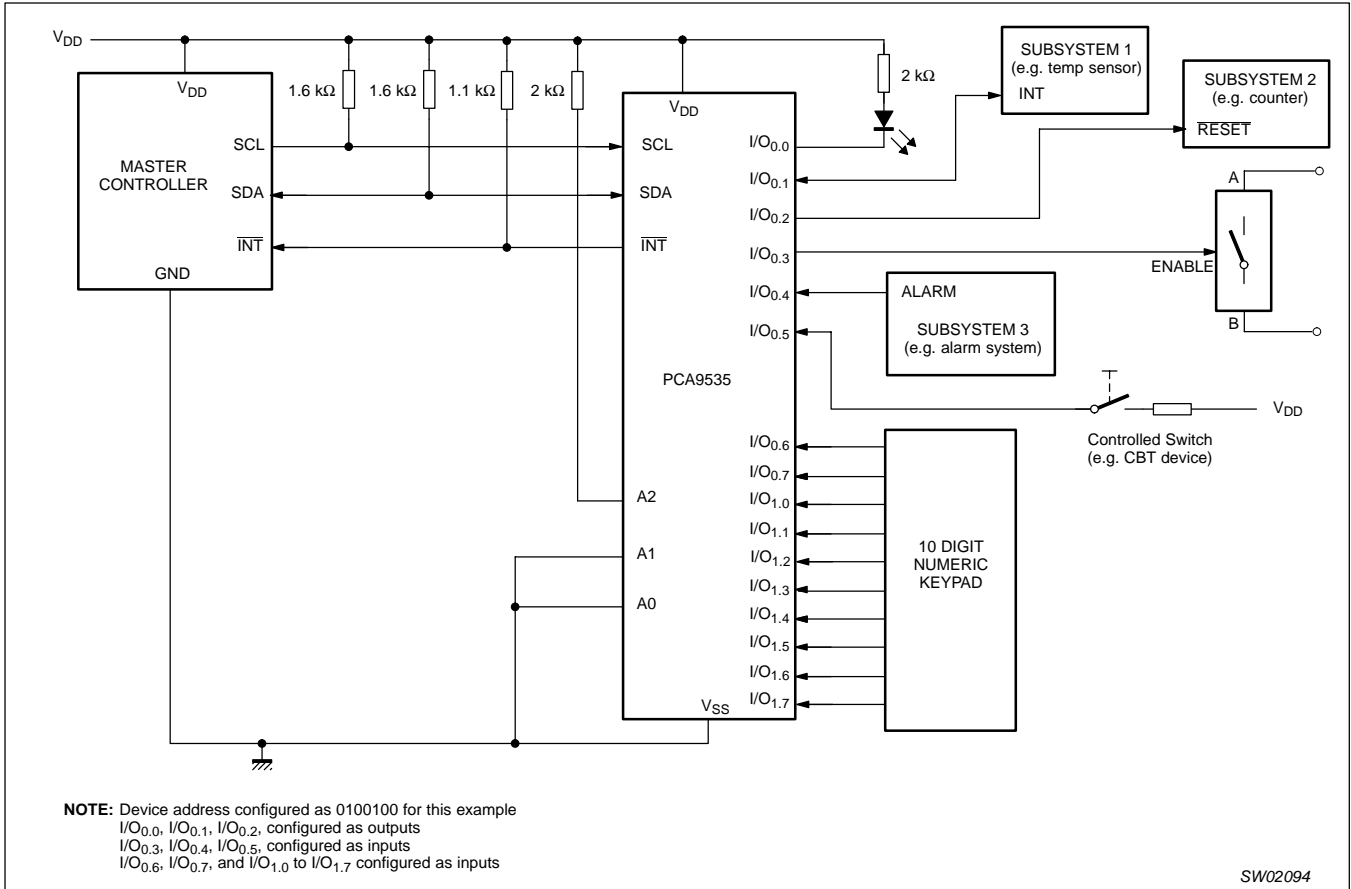 V_DD
V_DD
1.6 kΩ
1.6 kΩ
1.1 kΩ
2 kΩ
V_DD
2 kΩ
SUBSYSTEM 1
(e.g. temp sensor)
INT
SUBSYSTEM 2
(e.g. counter)
RESET
MASTER
CONTROLLER
SCL
SDA
INT
GND
SCL
SDA
INT
PCA9535
A2
A1
A0
V_SS
I/O0.0
I/O0.1
I/O0.2
I/O0.3
I/O0.4
I/O0.5
I/O0.6
I/O0.7
I/O1.0
I/O1.1
I/O1.2
I/O1.3
I/O1.4
I/O1.5
I/O1.6
I/O1.7
A
ENABLE
B
ALARM
SUBSYSTEM 3
(e.g. alarm system)
V_DD
Controlled Switch
(e.g. CBT device)
10 DIGIT
NUMERIC
KEYPAD
NOTE: Device address configured as 0100100 for this example
I/O0.0, I/O0.1, I/O0.2, configured as outputs
I/O0.3, I/O0.4, I/O0.5, configured as inputs
I/O0.6, I/O0.7, and I/O1.0 to I/O1.7 configured as inputs
SW02094